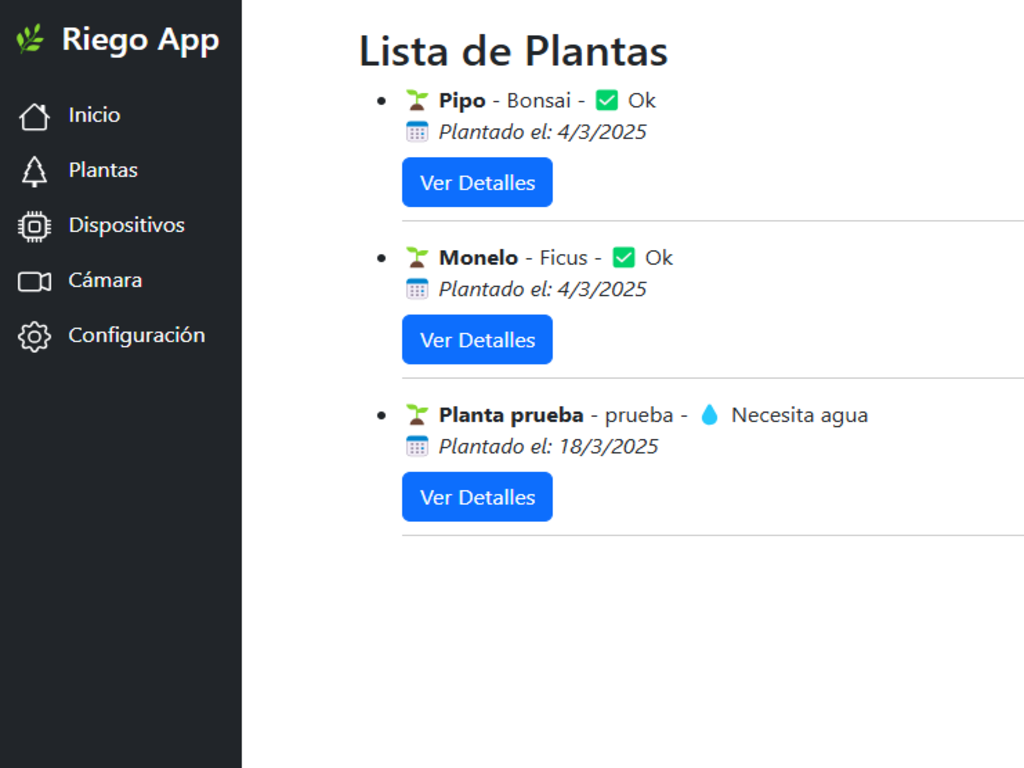 Riego App
Inicio
Plantas
Dispositivos
Cámara
Configuración
Lista de Plantas
Pipo - Bonsai - ✅ Ok
Plantado el: 4/3/2025
Ver Detalles
Monelo - Ficus - ✅ Ok
Plantado el: 4/3/2025
Ver Detalles
Planta prueba - prueba - 💧 Necesita agua
Plantado el: 18/3/2025
Ver Detalles